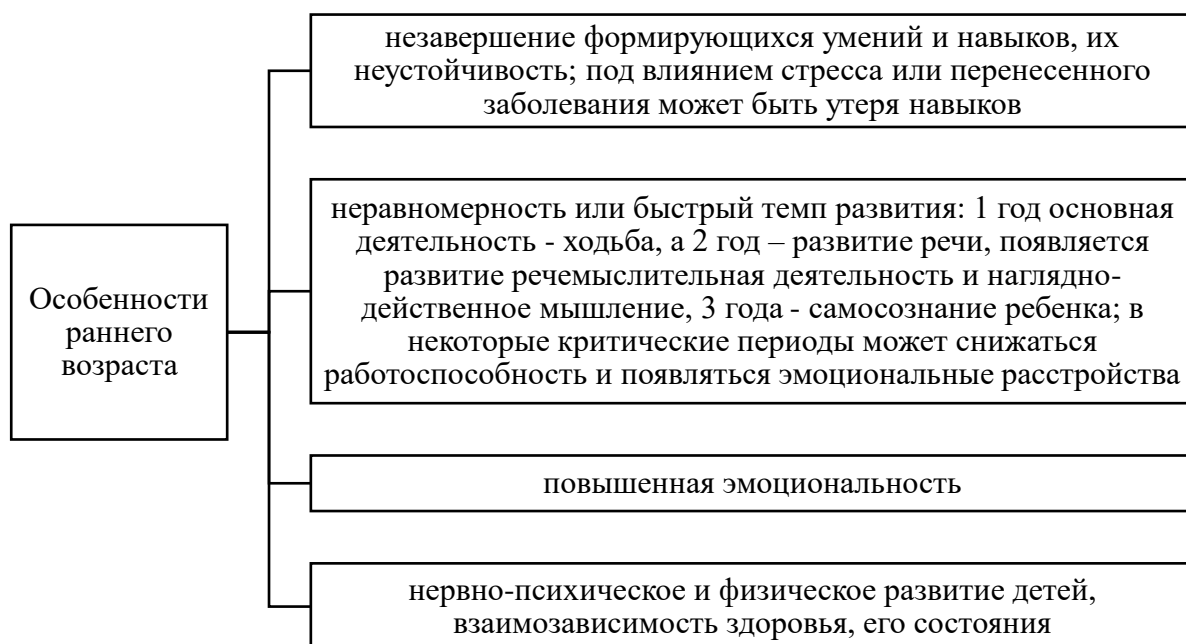 Особенности
раннего
возраста
незавершение формирующихся умений и навыков, их
неустойчивость; под влиянием стресса или перенесенного
заболевания может быть утеря навыков
неравномерность или быстрый темп развития: 1 год основная
деятельность - ходьба, а 2 год – развитие речи, появляется
развитие речемыслительная деятельность и наглядно-
действенное мышление, 3 года - самосознание ребенка; в
некоторые критические периоды может снижаться
работоспособность и появляться эмоциональные расстройства
повышенная эмоциональность
нервно-психическое и физическое развитие детей,
взаимозависимость здоровья, его состояния